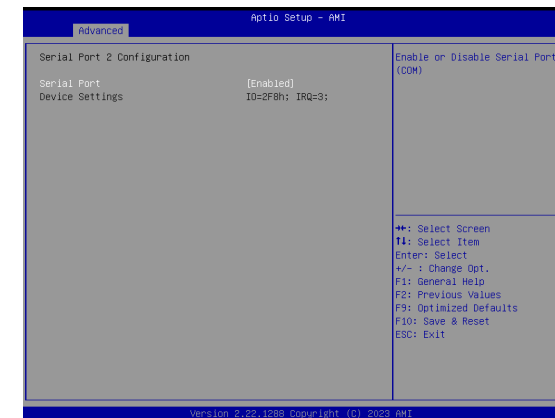 Aptio Setup – AMI
Advanced
Serial Port 2 Configuration
Serial Port [Enabled]
Device Settings IO=2F8h; IRQ=3;
Enable or Disable Serial Port
(COM)
→←: Select Screen
↑↓: Select Item
Enter: Select
+/- : Change Opt.
F1: General Help
F2: Previous Values
F9: Optimized Defaults
F10: Save & Reset
ESC: Exit
Version 2.22.1288 Copyright (C) 2023 AMI